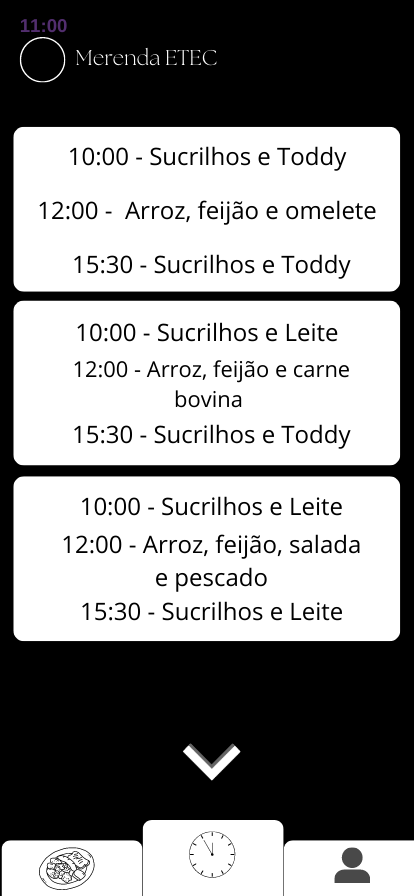 11:00
Merenda ETEC
10:00 - Sucrilhos e Toddy
12:00 - Arroz, feijão e omelete
15:30 - Sucrilhos e Toddy
10:00 - Sucrilhos e Leite
12:00 - Arroz, feijão e carne
bovina
15:30 - Sucrilhos e Toddy
10:00 - Sucrilhos e Leite
12:00 - Arroz, feijão, salada
e pescado
15:30 - Sucrilhos e Leite